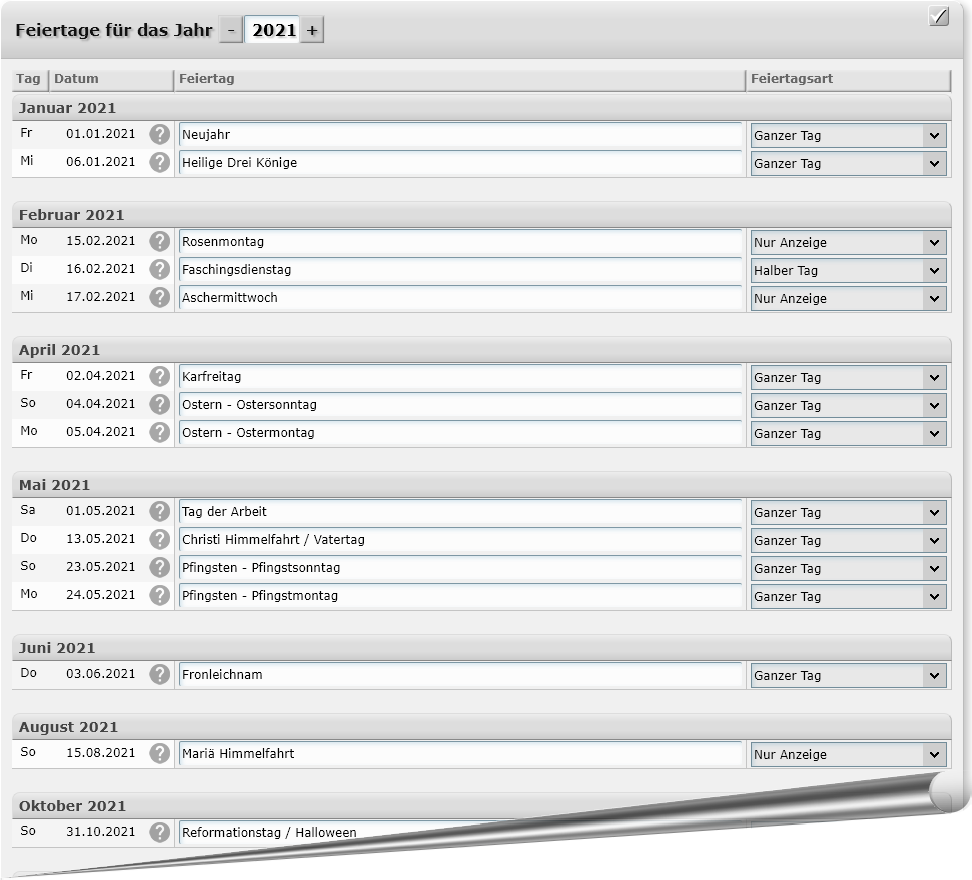 Feiertage für das Jahr - 2021 +
Tag Datum Feiertag Feiertagsart
Januar 2021
Fr 01.01.2021 ? Neujahr Ganzer Tag
Mi 06.01.2021 ? Heilige Drei Könige Ganzer Tag
Februar 2021
Mo 15.02.2021 ? Rosenmontag Nur Anzeige
Di 16.02.2021 ? Faschingsdienstag Halber Tag
Mi 17.02.2021 ? Aschermittwoch Nur Anzeige
April 2021
Fr 02.04.2021 ? Karfreitag Ganzer Tag
So 04.04.2021 ? Ostern - Ostersonntag Ganzer Tag
Mo 05.04.2021 ? Ostern - Ostermontag Ganzer Tag
Mai 2021
Sa 01.05.2021 ? Tag der Arbeit Ganzer Tag
Do 13.05.2021 ? Christi Himmelfahrt / Vatertag Ganzer Tag
So 23.05.2021 ? Pfingsten - Pfingstsonntag Ganzer Tag
Mo 24.05.2021 ? Pfingsten - Pfingstmontag Ganzer Tag
Juni 2021
Do 03.06.2021 ? Fronleichnam Ganzer Tag
August 2021
So 15.08.2021 ? Mariä Himmelfahrt Nur Anzeige
Oktober 2021
So 31.10.2021 ? Reformationstag / Halloween